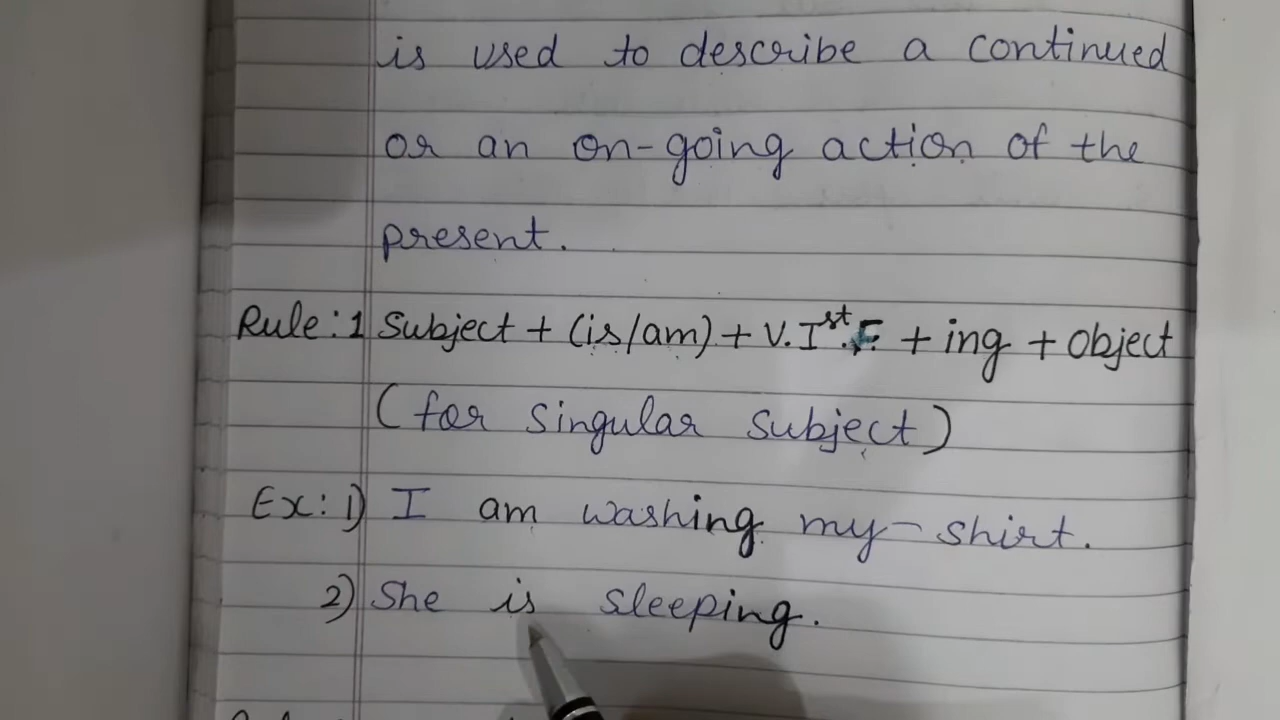 is used to describe a continued
or an on-going action of the
present.
Rule:1 Subject + (is/am) + V.Ist.F. + ing + object
(for singular subject)
Ex: 1) I am washing my shirt.
2) She is sleeping.